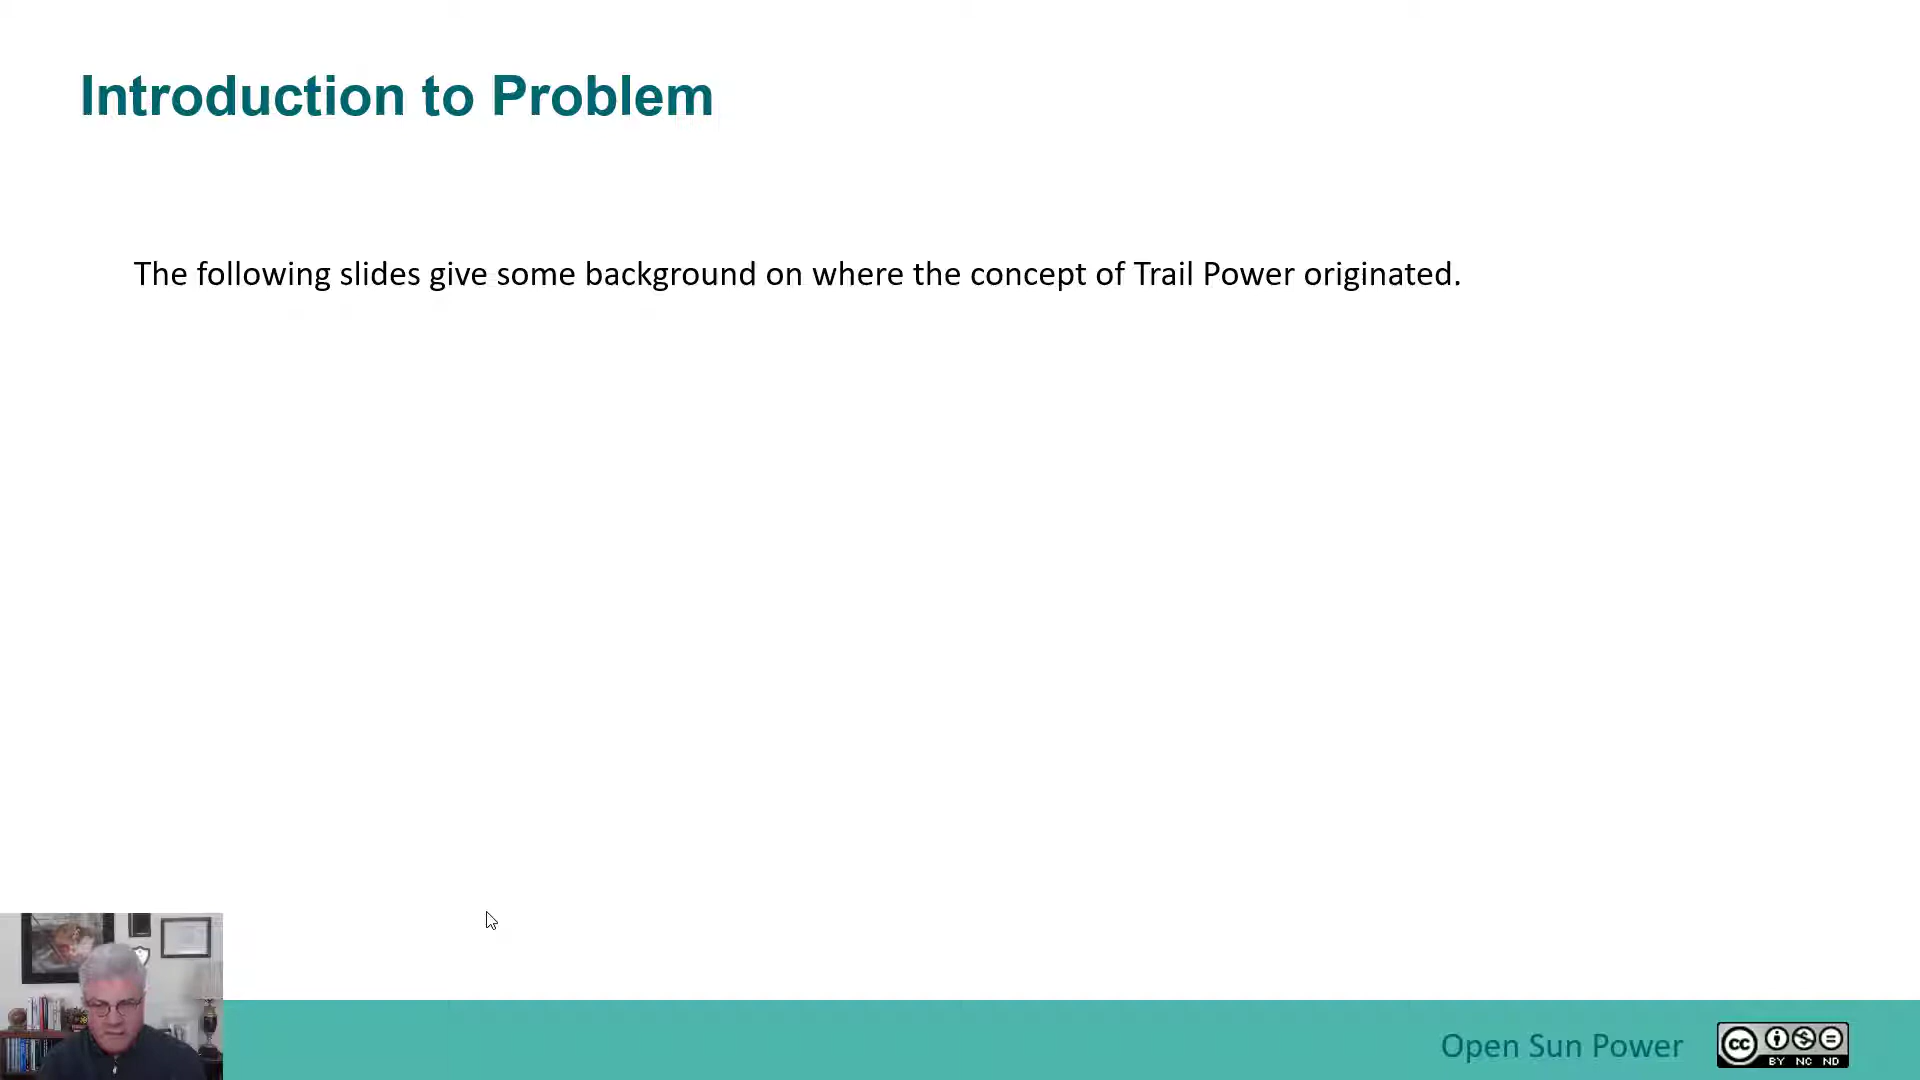 Introduction to Problem
The following slides give some background on where the concept of Trail Power originated.
Open Sun Power
cc
BY NC ND